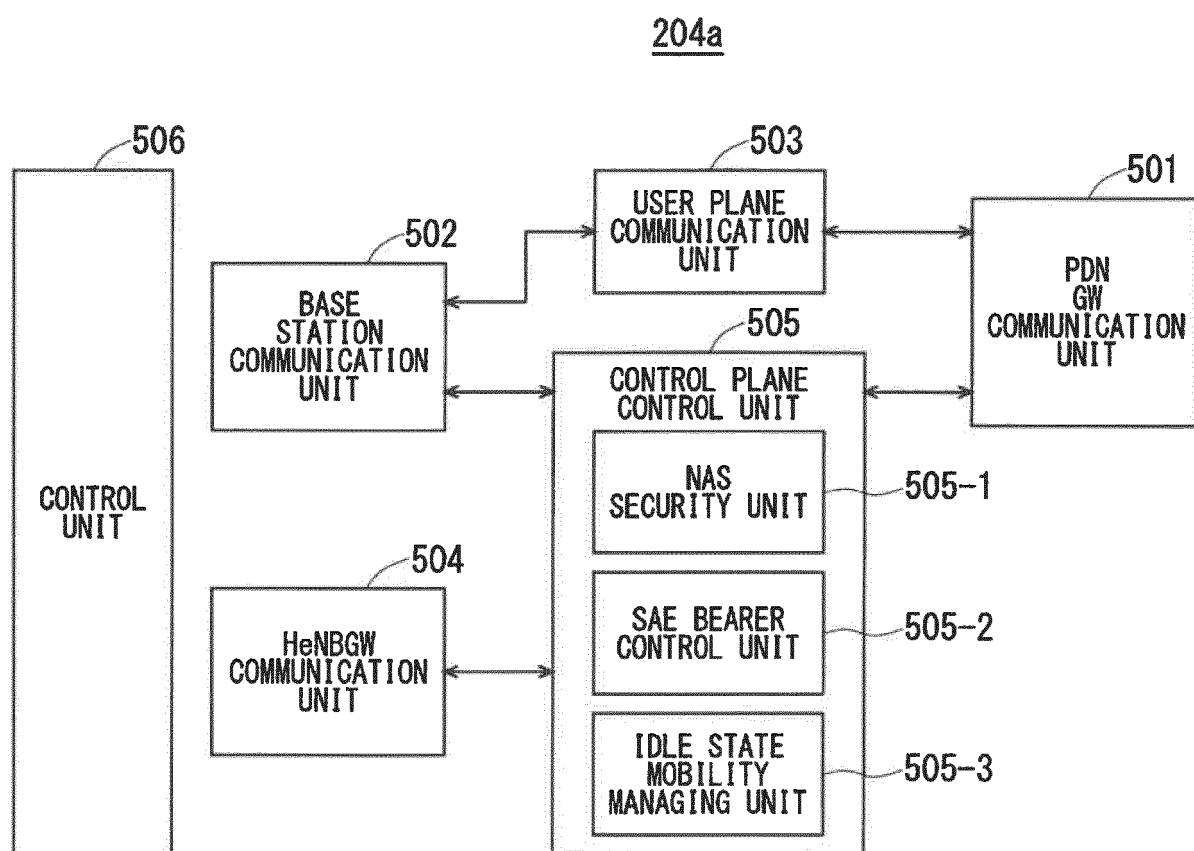 204a
506
CONTROL
UNIT
502
BASE
STATION
COMMUNICATION
UNIT
503
USER PLANE
COMMUNICATION
UNIT
501
PDN
GW
COMMUNICATION
UNIT
505
CONTROL PLANE
CONTROL UNIT
NAS
SECURITY UNIT
505-1
504
HeNBGW
COMMUNICATION
UNIT
SAE BEARER
CONTROL UNIT
505-2
IDLE STATE
MOBILITY
MANAGING UNIT
505-3